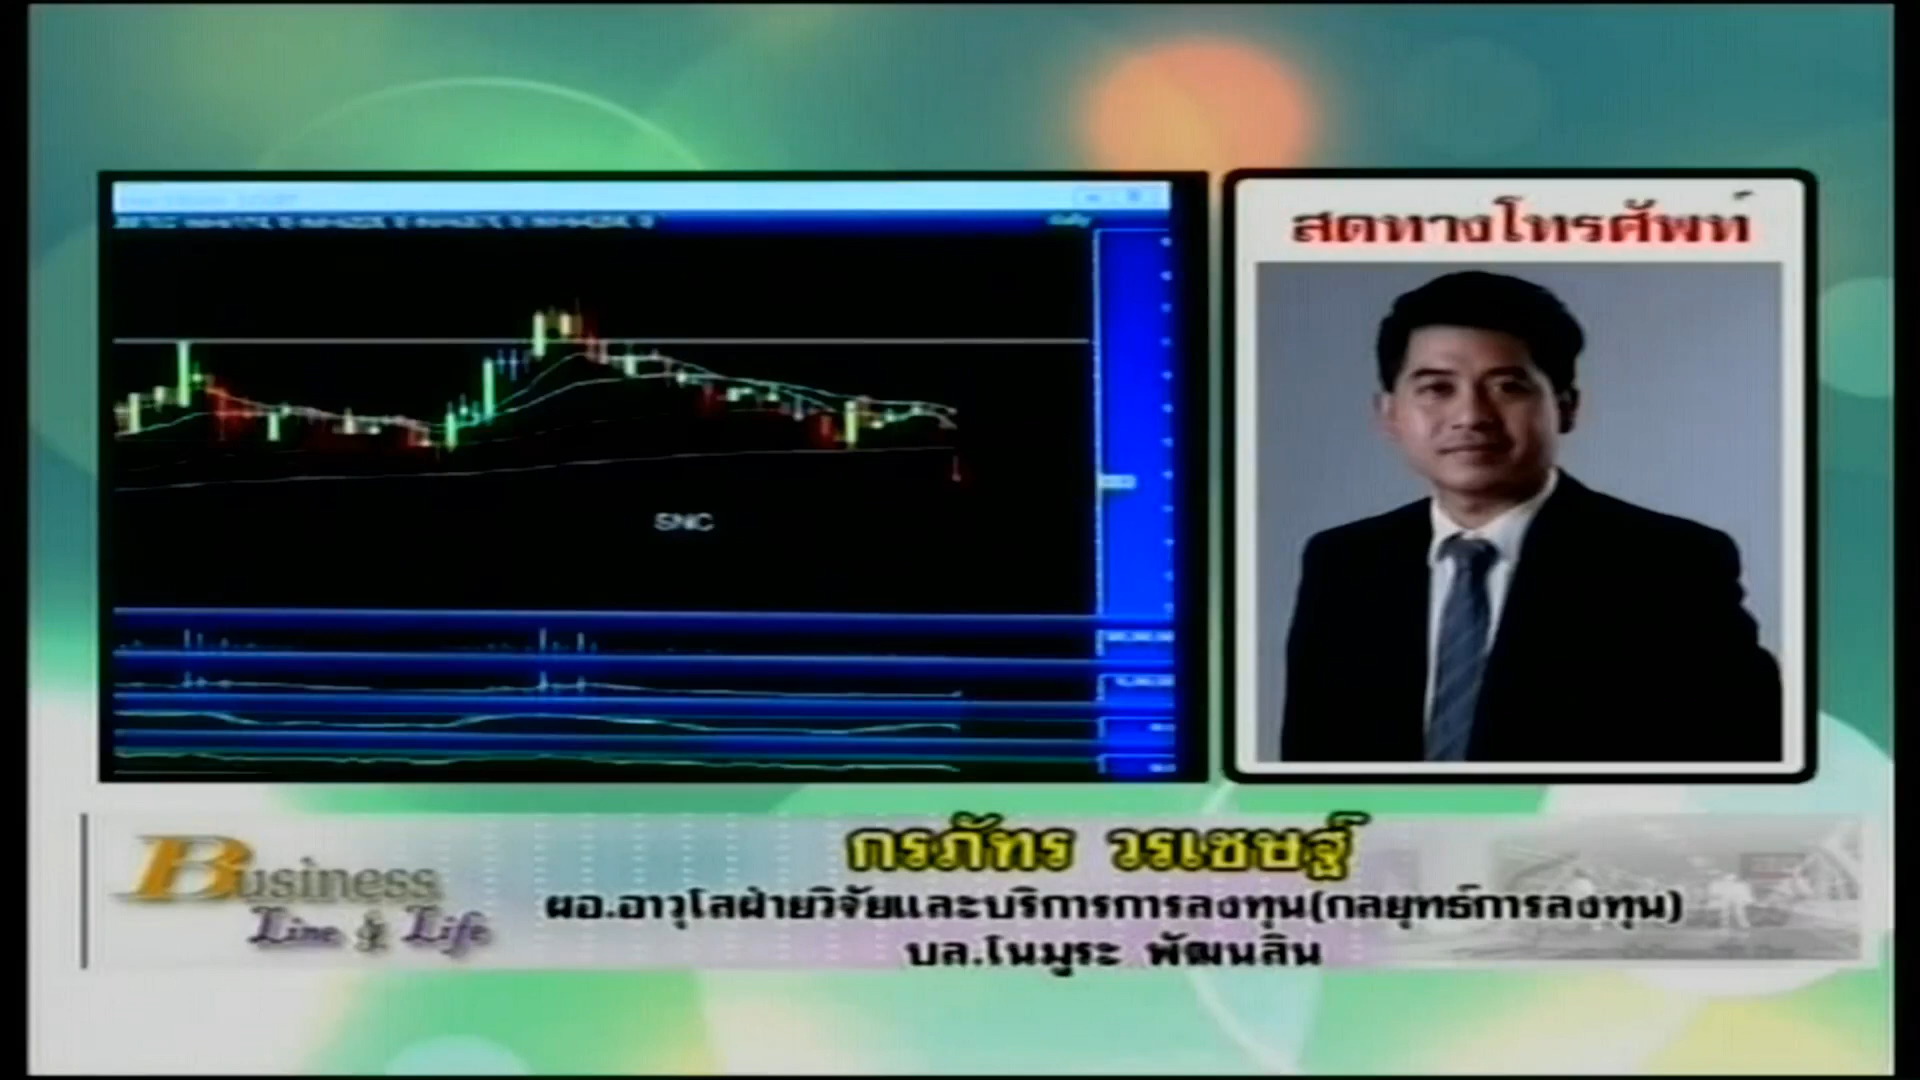 SNC
สดทางโทรศัพท์
Business
Line & Life
กรภัทร วรเชษฐ์
ผอ.อาวุโสฝ่ายวิจัยและบริการการลงทุน(กลยุทธ์การลงทุน)
บล.โนมูระ พัฒนสิน